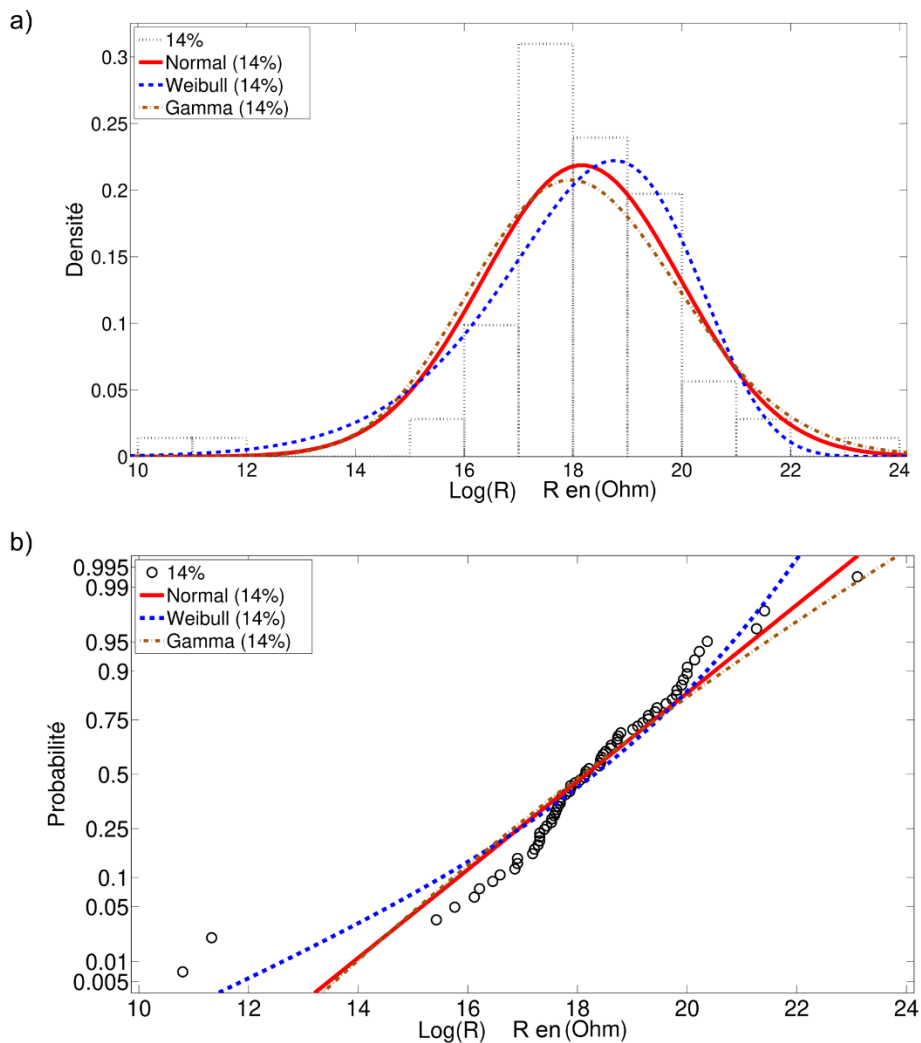 a)
14%
Normal (14%)
Weibull (14%)
Gamma (14%)
0.3
0.25
0.2
0.15
0.1
0.05
0
Densité
10 12 14 16 18 20 22 24
Log(R) R en (Ohm)
b)
14%
Normal (14%)
Weibull (14%)
Gamma (14%)
0.995
0.99
0.95
0.9
0.75
0.5
0.25
0.1
0.05
0.01
0.005
Probabilité
10 12 14 16 18 20 22 24
Log(R) R en (Ohm)